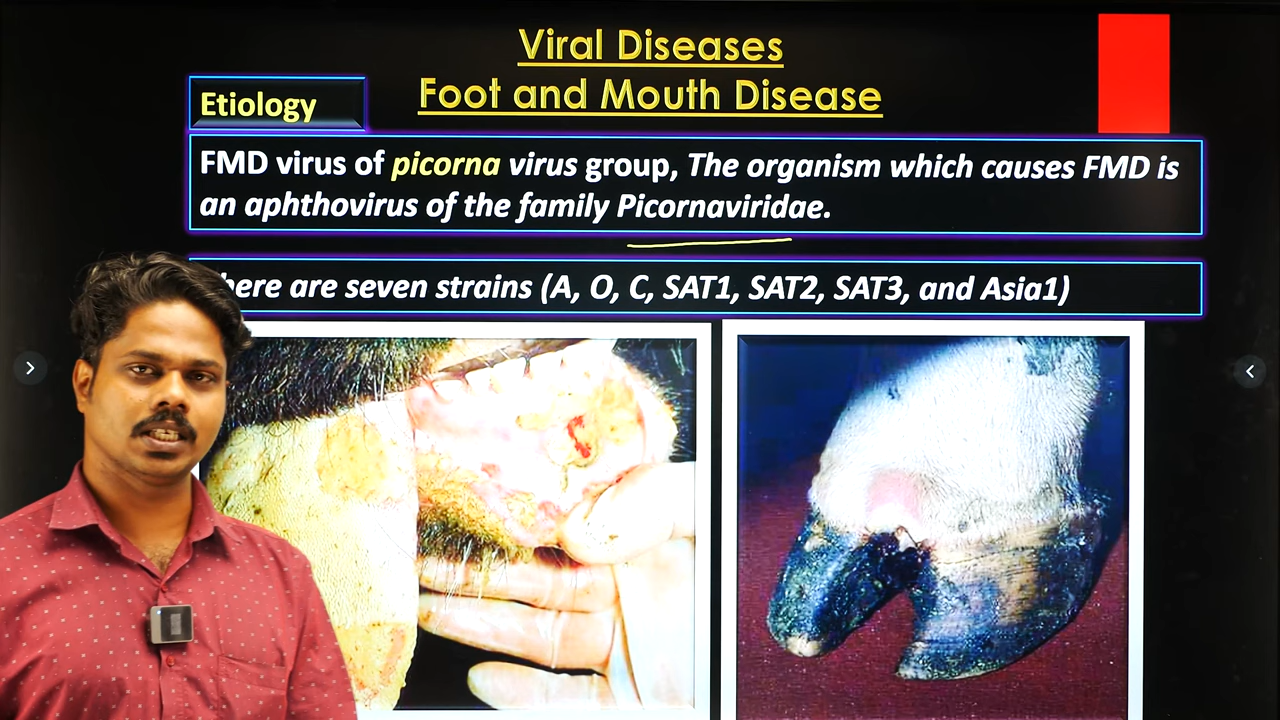 Viral Diseases
Foot and Mouth Disease
Etiology
FMD virus of picorna virus group, The organism which causes FMD is
an aphthovirus of the family Picornaviridae.
here are seven strains (A, O, C, SAT1, SAT2, SAT3, and Asia1)